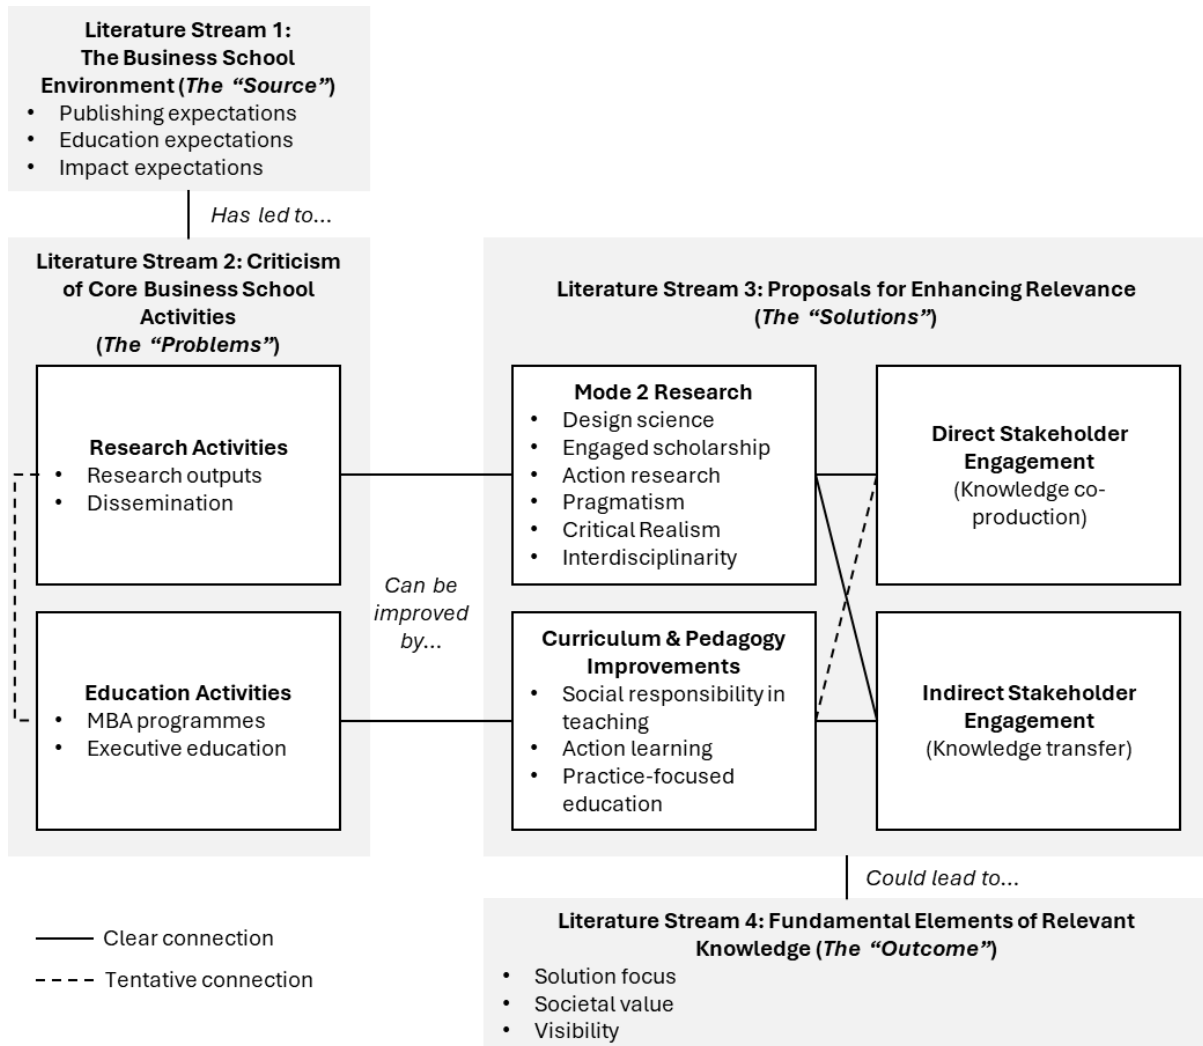 Literature Stream 1:
The Business School
Environment (The “Source”)
• Publishing expectations
• Education expectations
• Impact expectations
Has led to...
Literature Stream 2: Criticism
of Core Business School
Activities
(The “Problems”)
Research Activities
• Research outputs
• Dissemination
Education Activities
• MBA programmes
• Executive education
Can be
improved
by...
Literature Stream 3: Proposals for Enhancing Relevance
(The “Solutions”)
Mode 2 Research
• Design science
• Engaged scholarship
• Action research
• Pragmatism
• Critical Realism
• Interdisciplinarity
Curriculum & Pedagogy
Improvements
• Social responsibility in
teaching
• Action learning
• Practice-focused
education
Direct Stakeholder
Engagement
(Knowledge co-
production)
Indirect Stakeholder
Engagement
(Knowledge transfer)
Could lead to...
Literature Stream 4: Fundamental Elements of Relevant
Knowledge (The “Outcome”)
• Solution focus
• Societal value
• Visibility
Clear connection
Tentative connection